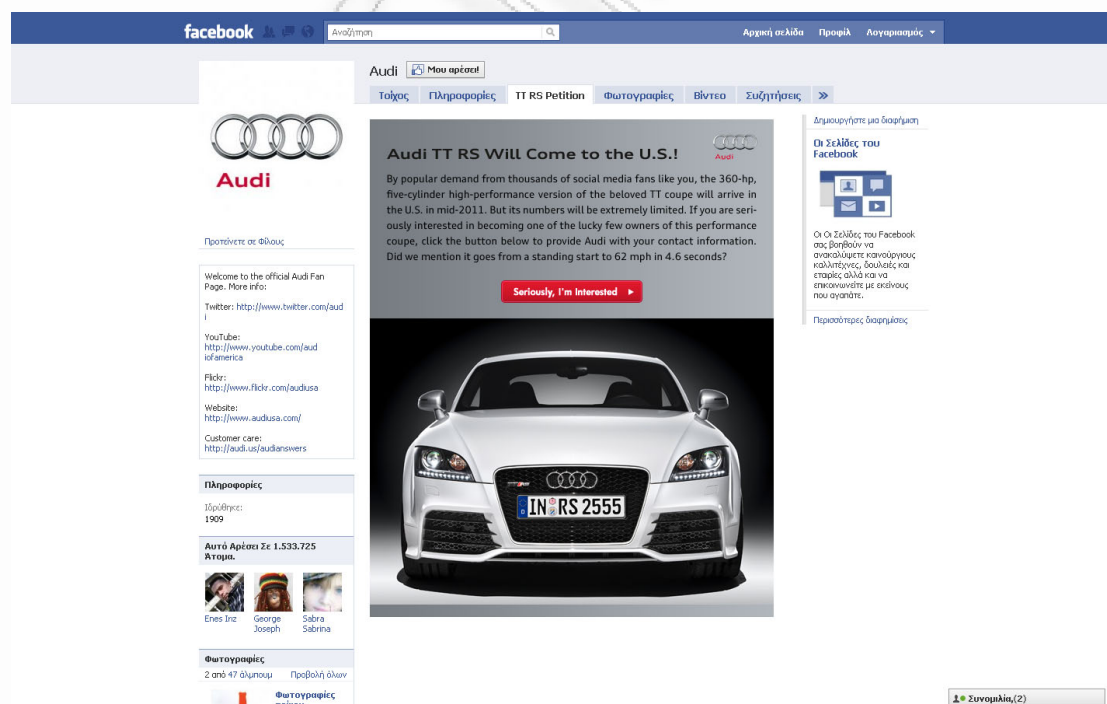 facebook
Αναζήτηση
Αρχική σελίδα Προφίλ Λογαριασμός
Audi Μου αρέσει!
Τοίχος Πληροφορίες TT RS Petition Φωτογραφίες Βίντεο Συζητήσεις »
Audi
Προτείνετε σε Φίλους
Welcome to the official Audi Fan
Page. More info:
Twitter: http://www.twitter.com/aud
i
YouTube:
http://www.youtube.com/aud
iofamerica
Flickr:
http://www.flickr.com/audiusa
Website:
http://www.audiusa.com/
Customer care:
http://audi.us/audianswers
Πληροφορίες
Ιδρύθηκε:
1909
Αυτό Αρέσει Σε 1.533.725
Άτομα.
Enes Inz George Joseph Sabra Sabrina
Φωτογραφίες
2 από 47 άλμπουμ Προβολή όλων
Φωτογραφίες
Audi TT RS Will Come to the U.S.!
Audi
By popular demand from thousands of social media fans like you, the 360-hp,
five-cylinder high-performance version of the beloved TT coupe will arrive in
the U.S. in mid-2011. But its numbers will be extremely limited. If you are seri-
ously interested in becoming one of the lucky few owners of this performance
coupe, click the button below to provide Audi with your contact information.
Did we mention it goes from a standing start to 62 mph in 4.6 seconds?
Seriously, I'm Interested
IN RS 2555
Δημιουργήστε μια διαφήμιση
Οι Σελίδες του
Facebook
Οι Οι Σελίδες του Facebook
σας βοηθούν να
ανακαλύψετε καινούργιους
καλλιτέχνες, δουλειές και
εταιρίες αλλά και να
επικοινωνείτε με εκείνους
που αγαπάτε.
Περισσότερες διαφημίσεις
Συνομιλία,(2)